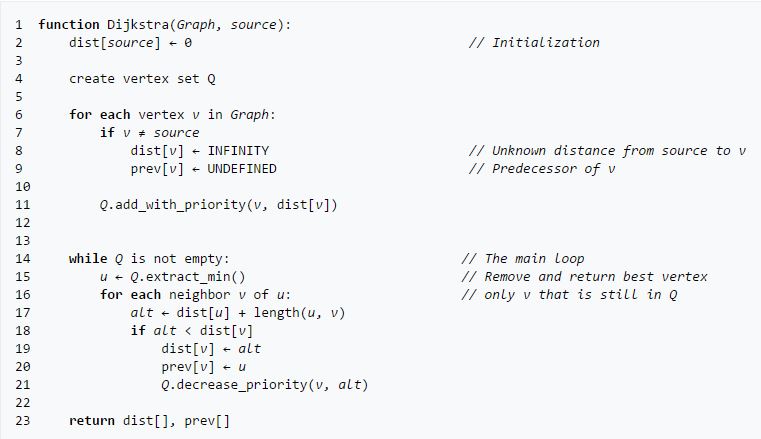 1 function Dijkstra(Graph, source):
2 dist[source] ← 0 // Initialization
3
4 create vertex set Q
5
6 for each vertex v in Graph:
7 if v ≠ source
8 dist[v] ← INFINITY // Unknown distance from source to v
9 prev[v] ← UNDEFINED // Predecessor of v
10
11 Q.add_with_priority(v, dist[v])
12
13
14 while Q is not empty: // The main loop
15 u ← Q.extract_min() // Remove and return best vertex
16 for each neighbor v of u: // only v that is still in Q
17 alt ← dist[u] + length(u, v)
18 if alt < dist[v]
19 dist[v] ← alt
20 prev[v] ← u
21 Q.decrease_priority(v, alt)
22
23 return dist[], prev[]